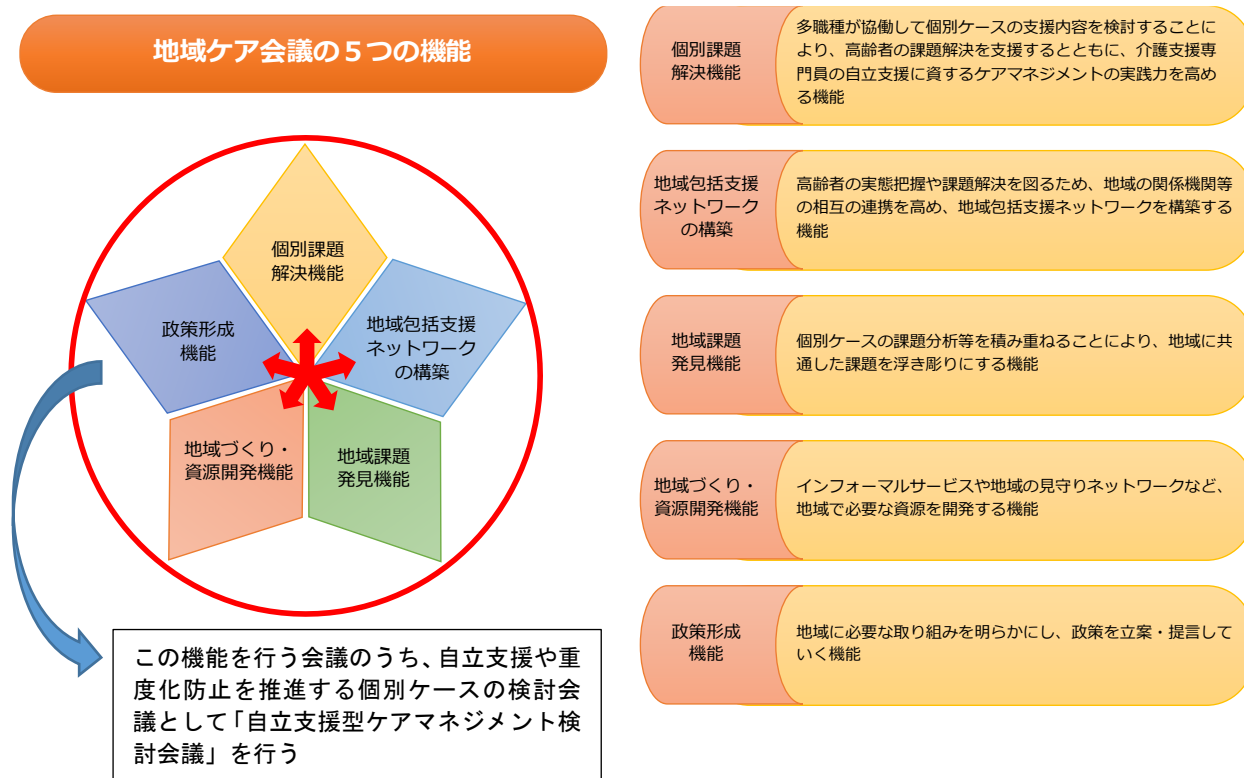 地域ケア会議の５つの機能
個別課題
解決機能
地域包括支援
ネットワーク
の構築
地域課題
発見機能
地域づくり・
資源開発機能
政策形成
機能
この機能を行う会議のうち、自立支援や重
度化防止を推進する個別ケースの検討会
議として「自立支援型ケアマネジメント検
討会議」を行う
個別課題
解決機能
多職種が協働して個別ケースの支援内容を検討することに
より、高齢者の課題解決を支援するとともに、介護支援専
門員の自立支援に資するケアマネジメントの実践力を高め
る機能
地域包括支援
ネットワーク
の構築
高齢者の実態把握や課題解決を図るため、地域の関係機関等
の相互の連携を高め、地域包括支援ネットワークを構築する
機能
地域課題
発見機能
個別ケースの課題分析等を積み重ねることにより、地域に共
通した課題を浮き彫りにする機能
地域づくり・
資源開発機能
インフォーマルサービスや地域の見守りネットワークなど、
地域で必要な資源を開発する機能
政策形成
機能
地域に必要な取り組みを明らかにし、政策を立案・提言して
いく機能